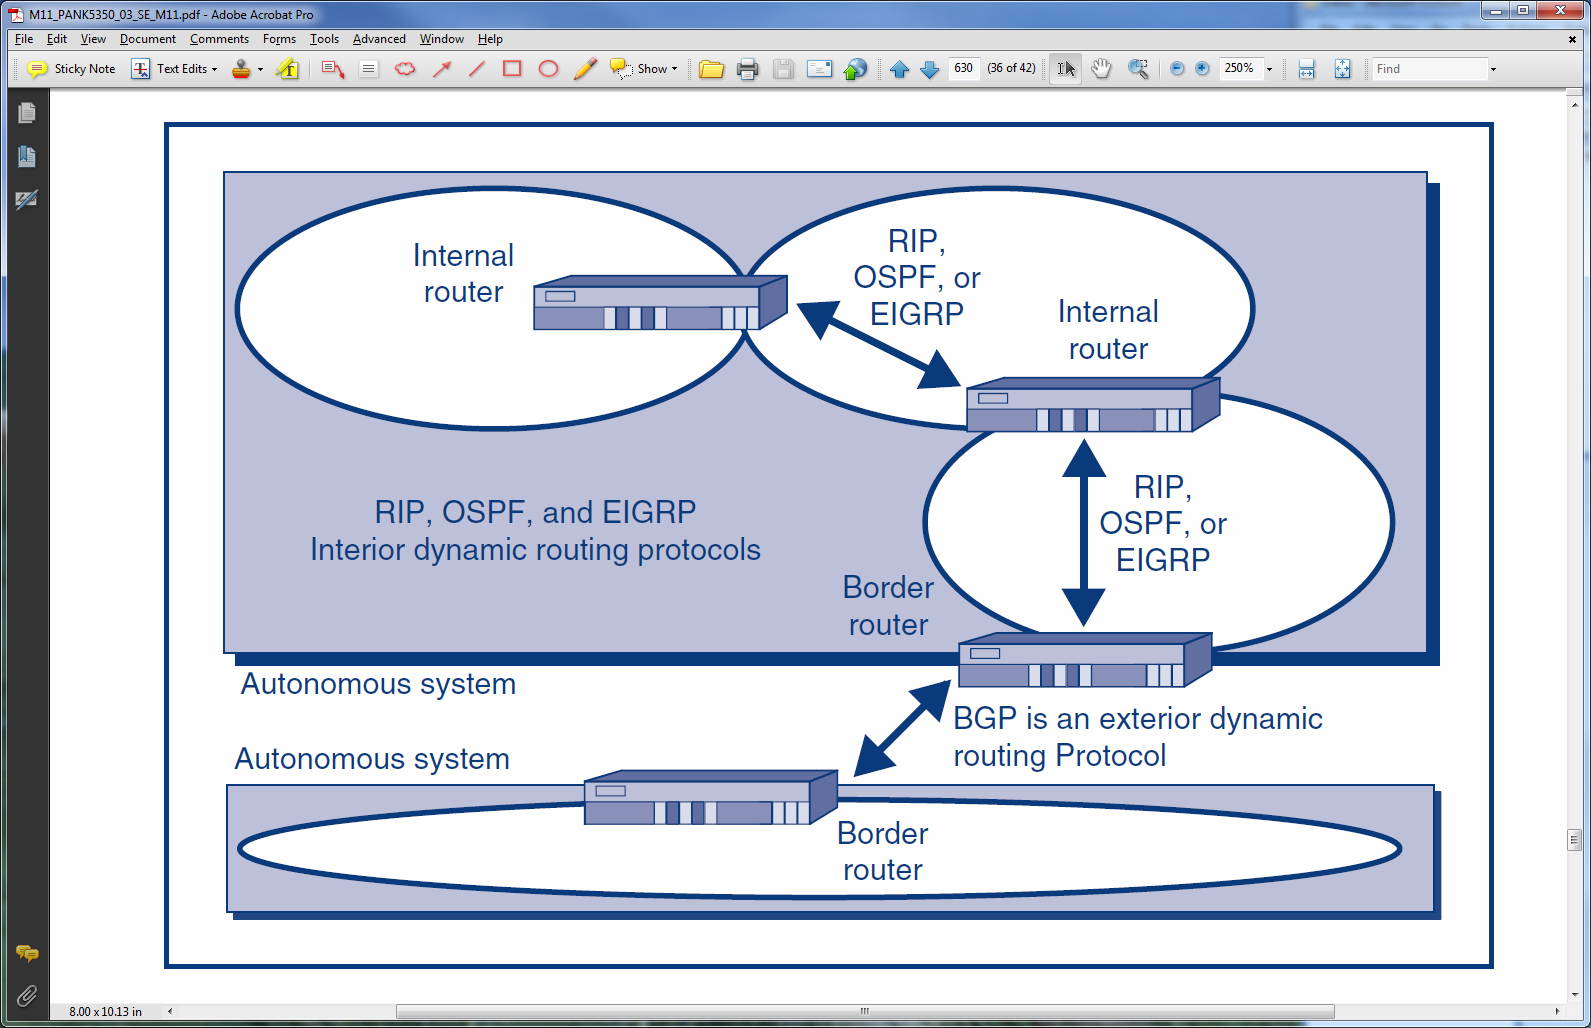 M11_PANK5350_03_SE_M11.pdf - Adobe Acrobat Pro
File Edit View Document Comments Forms Tools Advanced Window Help
Sticky Note Text Edits Show 630 (36 of 42) 250% Find
Internal
router
RIP,
OSPF, or
EIGRP
Internal
router
RIP, OSPF, and EIGRP
Interior dynamic routing protocols
RIP,
OSPF, or
EIGRP
Border
router
Autonomous system
BGP is an exterior dynamic
routing Protocol
Autonomous system
Border
router
8.00 x 10.13 in